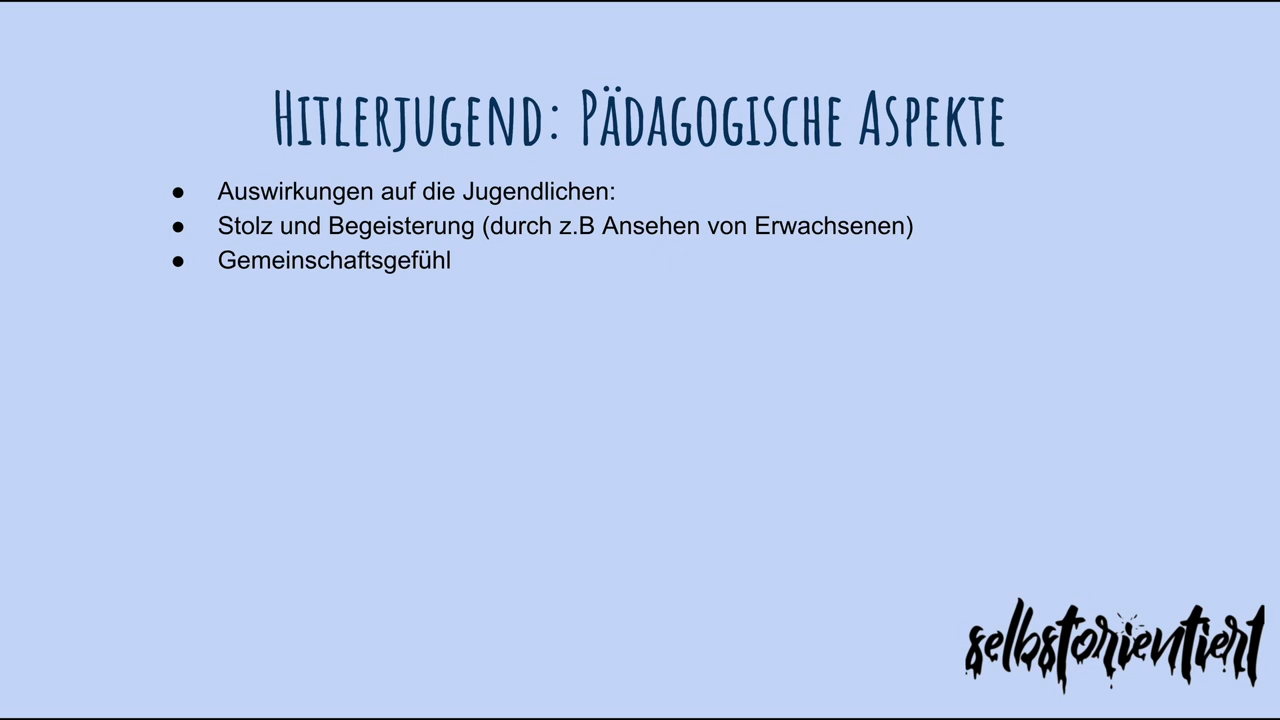 Hitlerjugend: Pädagogische Aspekte
● Auswirkungen auf die Jugendlichen:
● Stolz und Begeisterung (durch z.B Ansehen von Erwachsenen)
● Gemeinschaftsgefühl
selbstorientiert